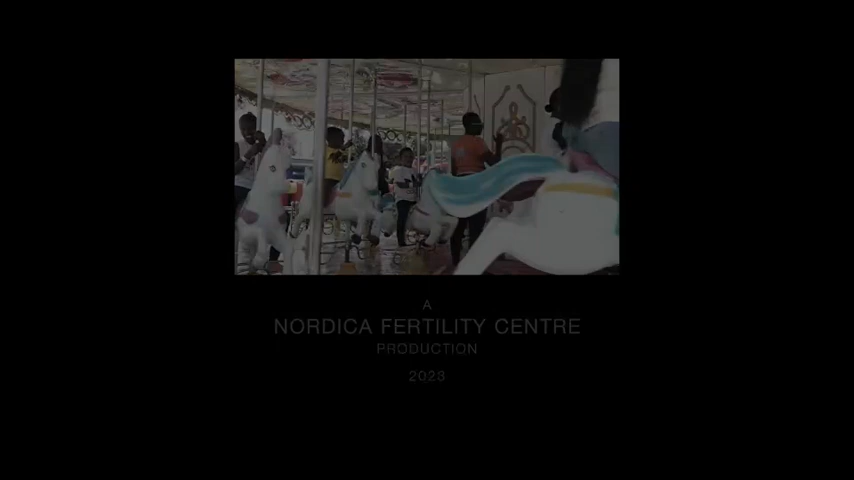 A
NORDICA FERTILITY CENTRE
PRODUCTION
2023